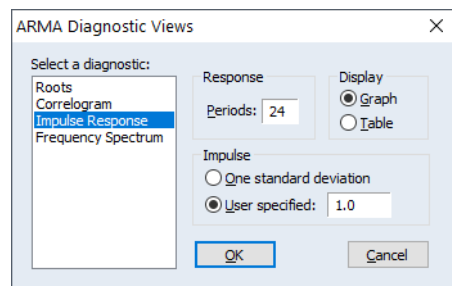 ARMA Diagnostic Views
Select a diagnostic:
Roots
Correlogram
Impulse Response
Frequency Spectrum
Response
Periods: 24
Display
Graph
Table
Impulse
One standard deviation
User specified: 1.0
OK
Cancel